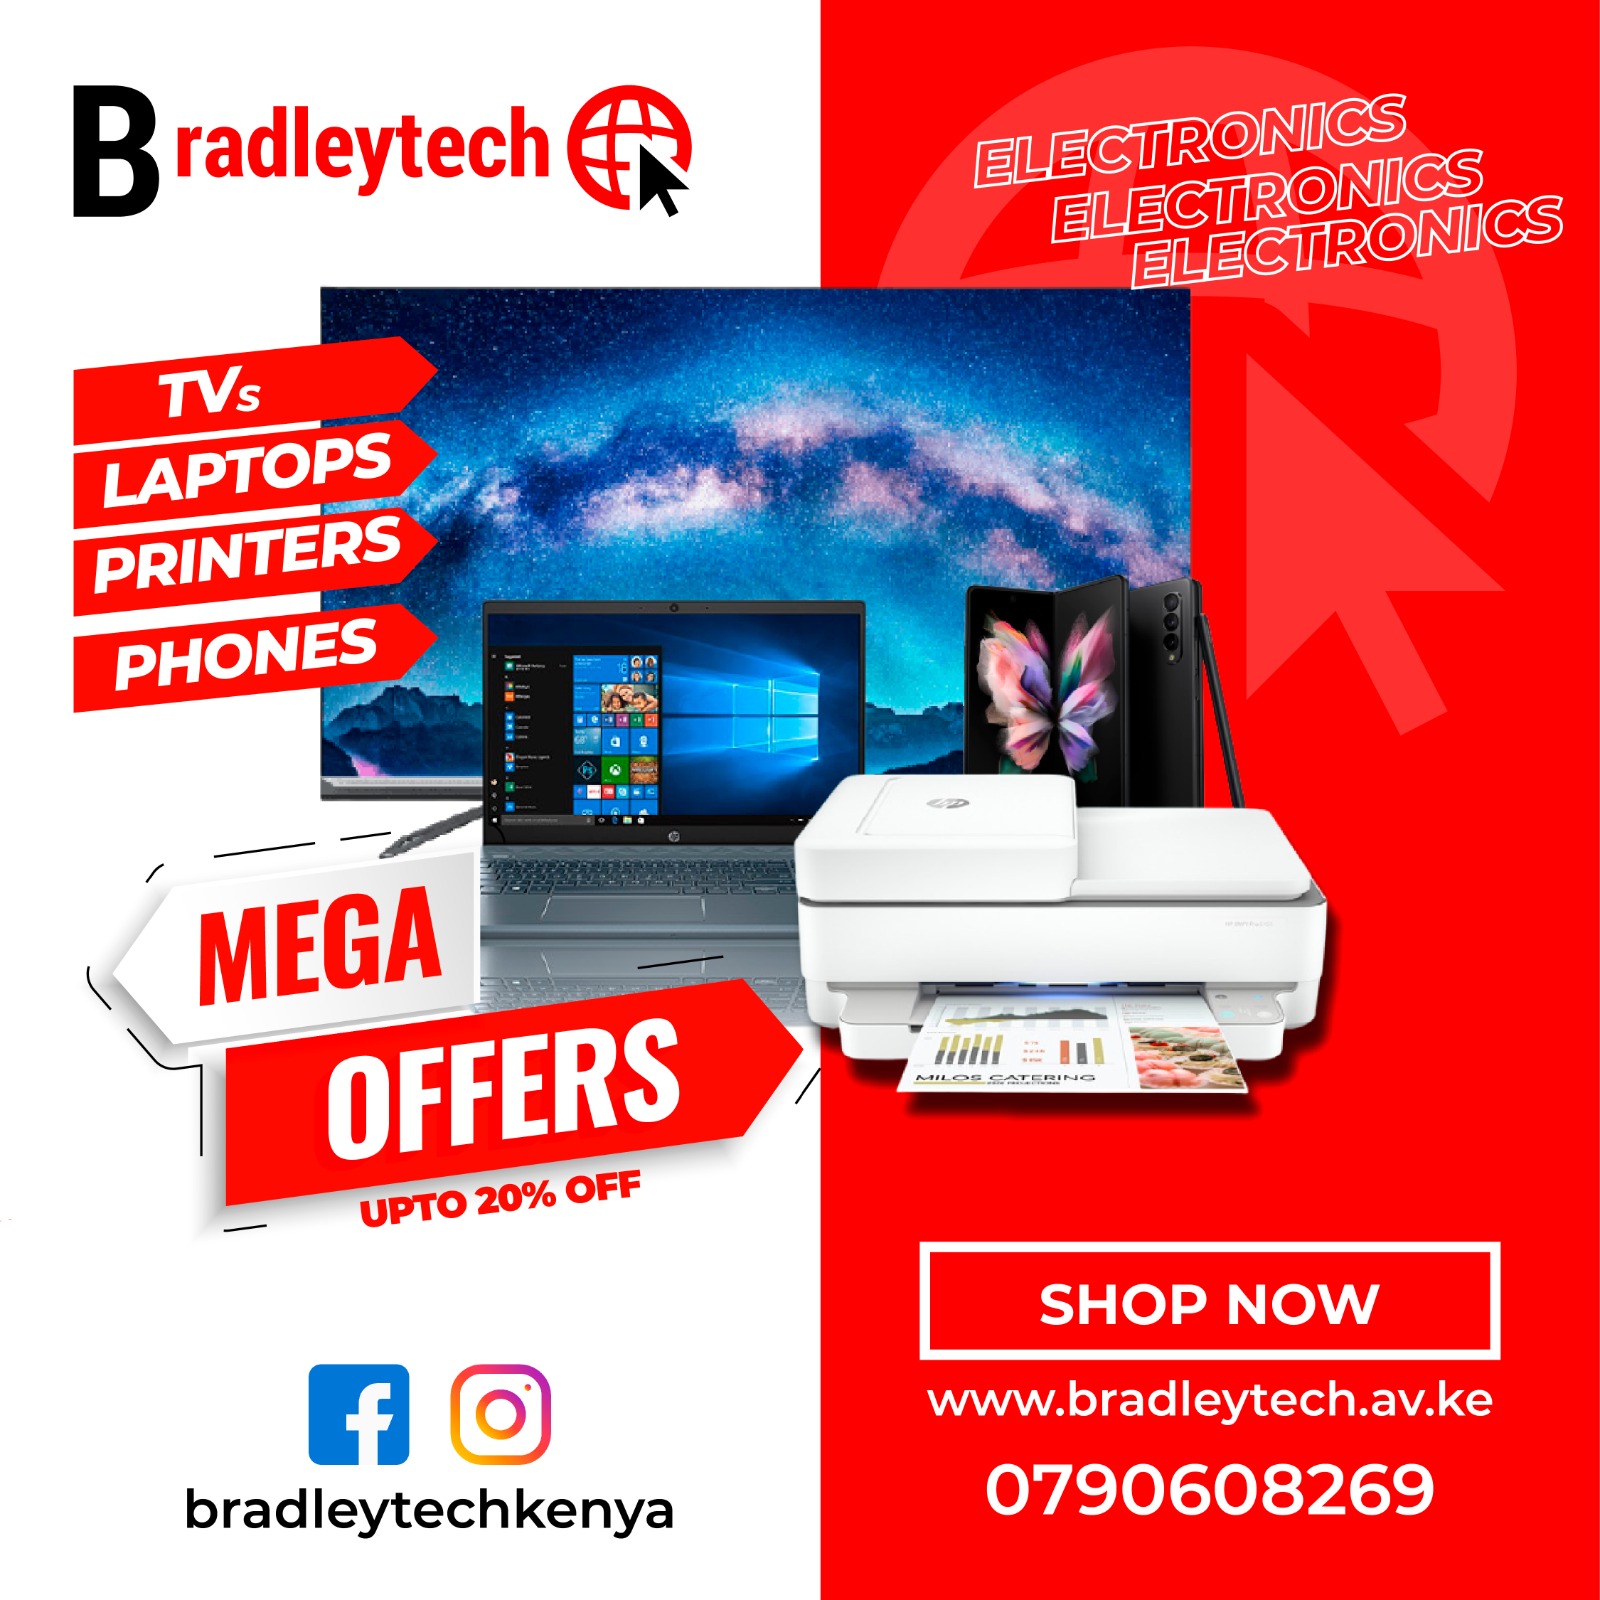 Bradleytech
ELECTRONICS
ELECTRONICS
ELECTRONICS
TVs
LAPTOPS
PRINTERS
PHONES
hp
MILOS CATERING
MEGA
OFFERS
UPTO 20% OFF
SHOP NOW
www.bradleytech.av.ke
0790608269
bradleytechkenya